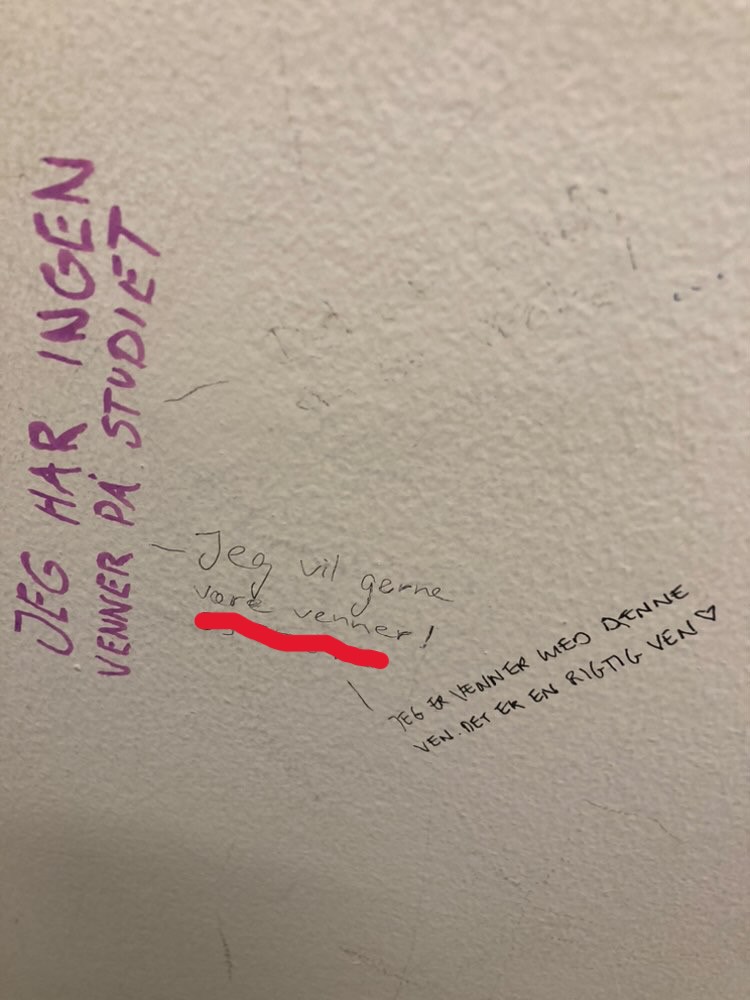 JEG HAR INGEN
VENNER PÅ STUDIET
- Jeg vil gerne
være venner!
JEG ER VENNER MED DENNE
VEN. DET ER EN RIGTIG VEN ♡